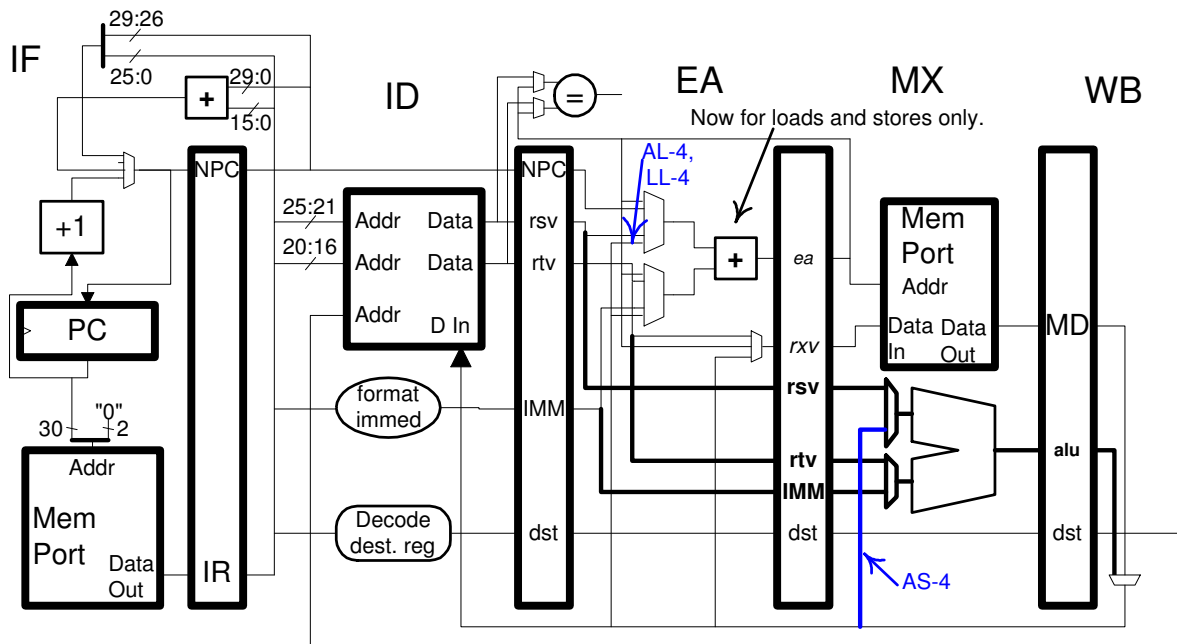 IF
ID
EA
MX
WB
29:26
25:0
29:0
15:0
+
=
Now for loads and stores only.
AL-4,
LL-4
NPC
+1
PC
30
"0"
2
Addr
Mem
Port
Data
Out
IR
25:21
20:16
Addr
Data
Addr
Data
Addr
D In
format
immed
Decode
dest. reg
NPC
rsv
rtv
IMM
dst
+
ea
rxv
rsv
rtv
IMM
dst
Mem
Port
Addr
Data
In
Data
Out
AS-4
MD
alu
dst